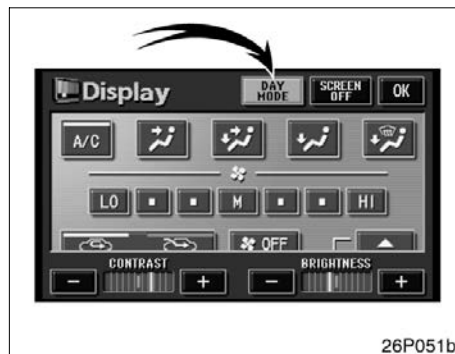 Display
DAY MODE
SCREEN OFF
OK
A/C
LO M HI
OFF
CONTRAST
BRIGHTNESS
- + - +
26P051b